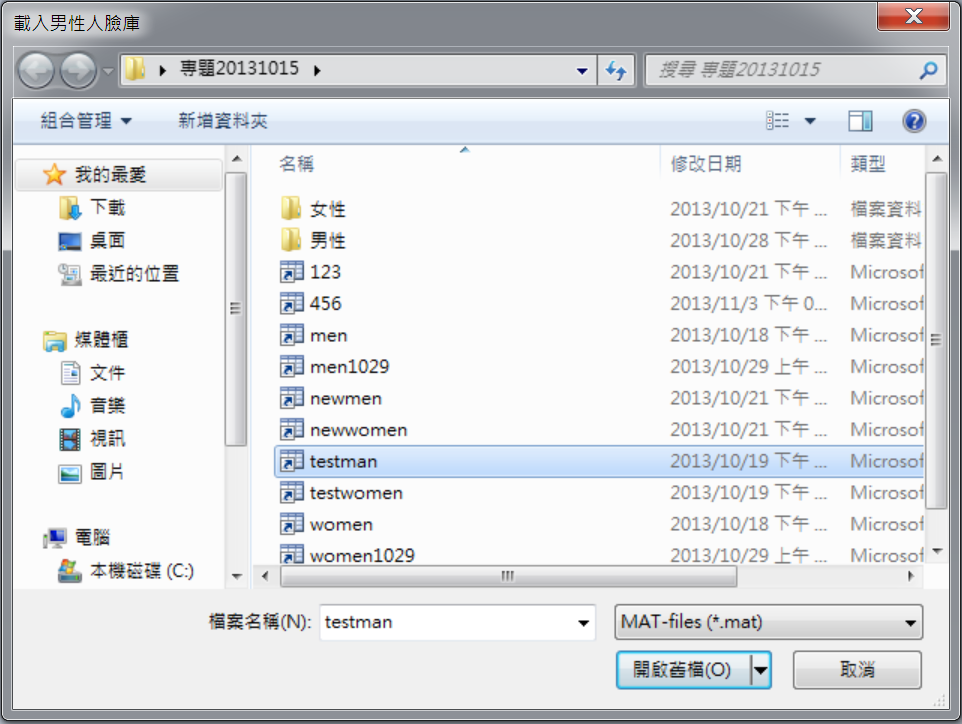 載入男性人臉庫
專題20131015
搜尋 專題20131015
組合管理
新增資料夾
我的最愛
下載
桌面
最近的位置
媒體櫃
文件
音樂
視訊
圖片
電腦
本機磁碟 (C:)
名稱 修改日期 類型
女性 2013/10/21 下午 ... 檔案資料
男性 2013/10/28 下午 ... 檔案資料
123 2013/10/21 下午 ... Microsof
456 2013/11/3 下午 0... Microsof
men 2013/10/18 下午 ... Microsof
men1029 2013/10/29 上午 ... Microsof
newmen 2013/10/21 下午 ... Microsof
newwomen 2013/10/21 下午 ... Microsof
testman 2013/10/19 下午 ... Microsof
testwomen 2013/10/19 下午 ... Microsof
women 2013/10/18 下午 ... Microsof
women1029 2013/10/29 上午 ... Microsof
檔案名稱(N): testman
MAT-files (*.mat)
開啟舊檔(O)
取消